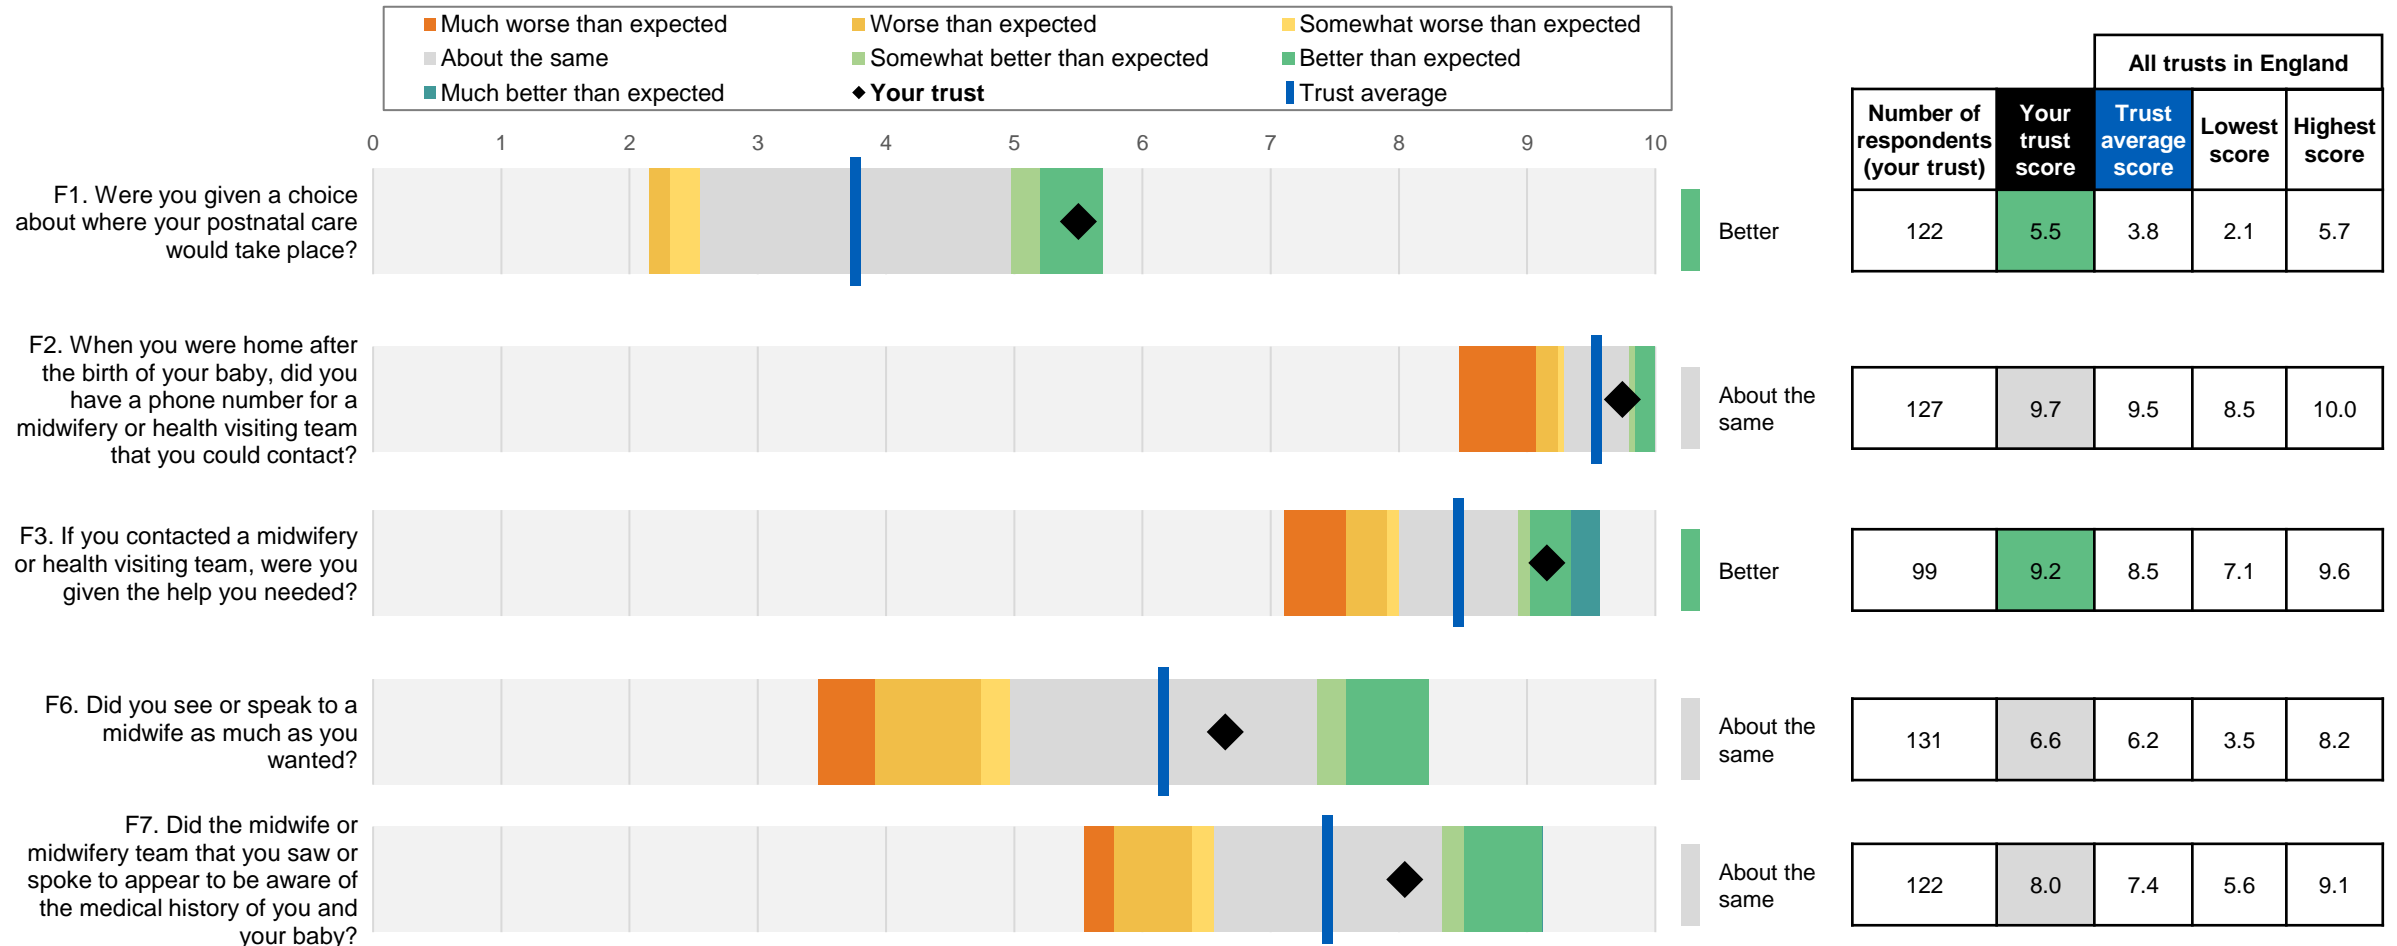 Much worse than expected
Worse than expected
Somewhat worse than expected
About the same
Somewhat better than expected
Better than expected
Much better than expected
Your trust
Trust average
All trusts in England
Number of
respondents
(your trust)
Your
trust
score
Trust
average
score
Lowest
score
Highest
score
0 1 2 3 4 5 6 7 8 9 10
F1. Were you given a choice
about where your postnatal care
would take place?
Better
122 5.5 3.8 2.1 5.7
F2. When you were home after
the birth of your baby, did you
have a phone number for a
midwifery or health visiting team
that you could contact?
About the
same
127 9.7 9.5 8.5 10.0
F3. If you contacted a midwifery
or health visiting team, were you
given the help you needed?
Better
99 9.2 8.5 7.1 9.6
F6. Did you see or speak to a
midwife as much as you
wanted?
About the
same
131 6.6 6.2 3.5 8.2
F7. Did the midwife or
midwifery team that you saw or
spoke to appear to be aware of
the medical history of you and
your baby?
About the
same
122 8.0 7.4 5.6 9.1